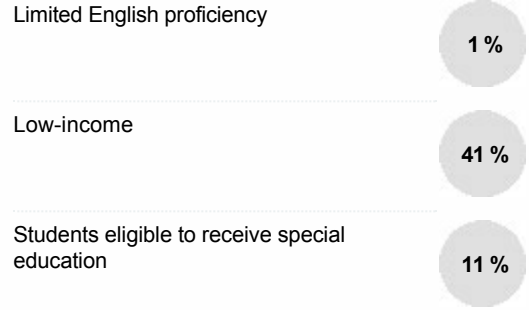 Limited English proficiency
1 %
Low-income
41 %
Students eligible to receive special
education
11 %